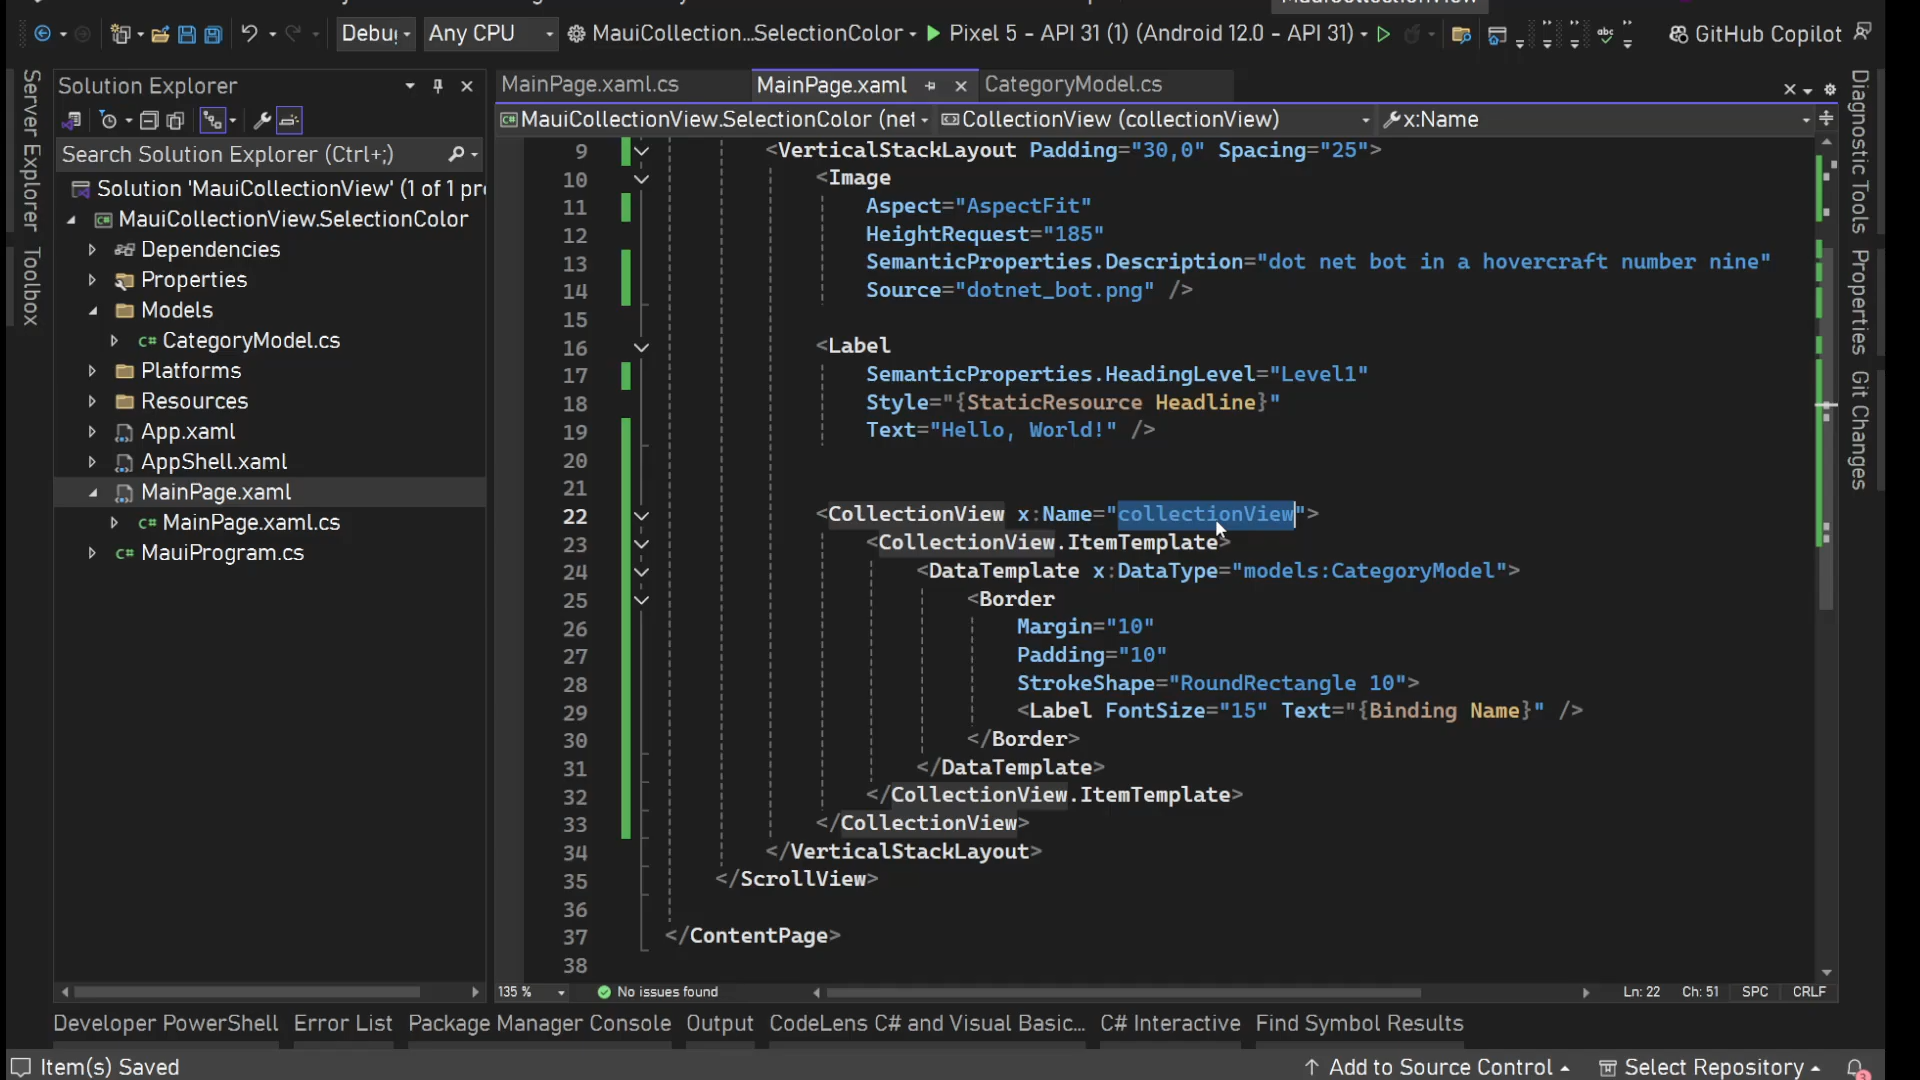 Debug
Any CPU
MauiCollection...SelectionColor
Pixel 5 - API 31 (1) (Android 12.0 - API 31)
GitHub Copilot
Server Explorer
Toolbox
Solution Explorer
Search Solution Explorer (Ctrl+;)
Solution 'MauiCollectionView' (1 of 1 pro
MauiCollectionView.SelectionColor
Dependencies
Properties
Models
C# CategoryModel.cs
Platforms
Resources
App.xaml
AppShell.xaml
MainPage.xaml
C# MainPage.xaml.cs
C# MauiProgram.cs
MainPage.xaml.cs
MainPage.xaml
CategoryModel.cs
MauiCollectionView.SelectionColor (net
CollectionView (collectionView)
x:Name
9 <VerticalStackLayout Padding="30,0" Spacing="25">
10 <Image
11 Aspect="AspectFit"
12 HeightRequest="185"
13 SemanticProperties.Description="dot net bot in a hovercraft number nine"
14 Source="dotnet_bot.png" />
15
16 <Label
17 SemanticProperties.HeadingLevel="Level1"
18 Style="{StaticResource Headline}"
19 Text="Hello, World!" />
20
21
22 <CollectionView x:Name="collectionView">
23 <CollectionView.ItemTemplate>
24 <DataTemplate x:DataType="models:CategoryModel">
25 <Border
26 Margin="10"
27 Padding="10"
28 StrokeShape="RoundRectangle 10">
29 <Label FontSize="15" Text="{Binding Name}" />
30 </Border>
31 </DataTemplate>
32 </CollectionView.ItemTemplate>
33 </CollectionView>
34 </VerticalStackLayout>
35 </ScrollView>
36
37 </ContentPage>
38
Diagnostic Tools
Properties
Git Changes
135 %
No issues found
Ln: 22
Ch: 51
SPC
CRLF
Developer PowerShell
Error List
Package Manager Console
Output
CodeLens C# and Visual Basic...
C# Interactive
Find Symbol Results
Item(s) Saved
Add to Source Control
Select Repository